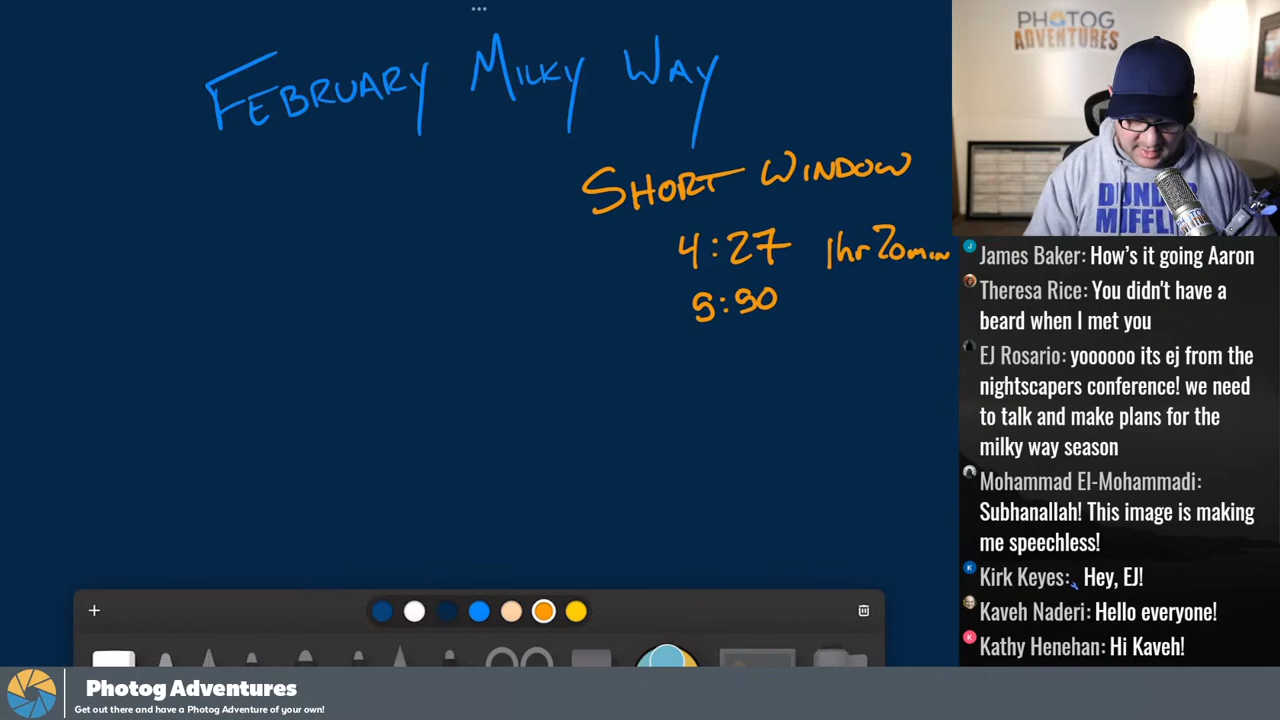 FEBRUARY MILKY WAY
SHORT WINDOW
4:27 1hr 20min
5:50
PHOTOG
ADVENTURES
DUNDER
MIFFLIN
James Baker: How's it going Aaron
Theresa Rice: You didn't have a
beard when I met you
EJ Rosario: yoooooo its ej from the
nightscapers conference! we need
to talk and make plans for the
milky way season
Mohammad El-Mohammadi:
Subhanallah! This image is making
me speechless!
Kirk Keyes: Hey, EJ!
Kaveh Naderi: Hello everyone!
Kathy Henehan: Hi Kaveh!
Photog Adventures
Get out there and have a Photog Adventure of your own!